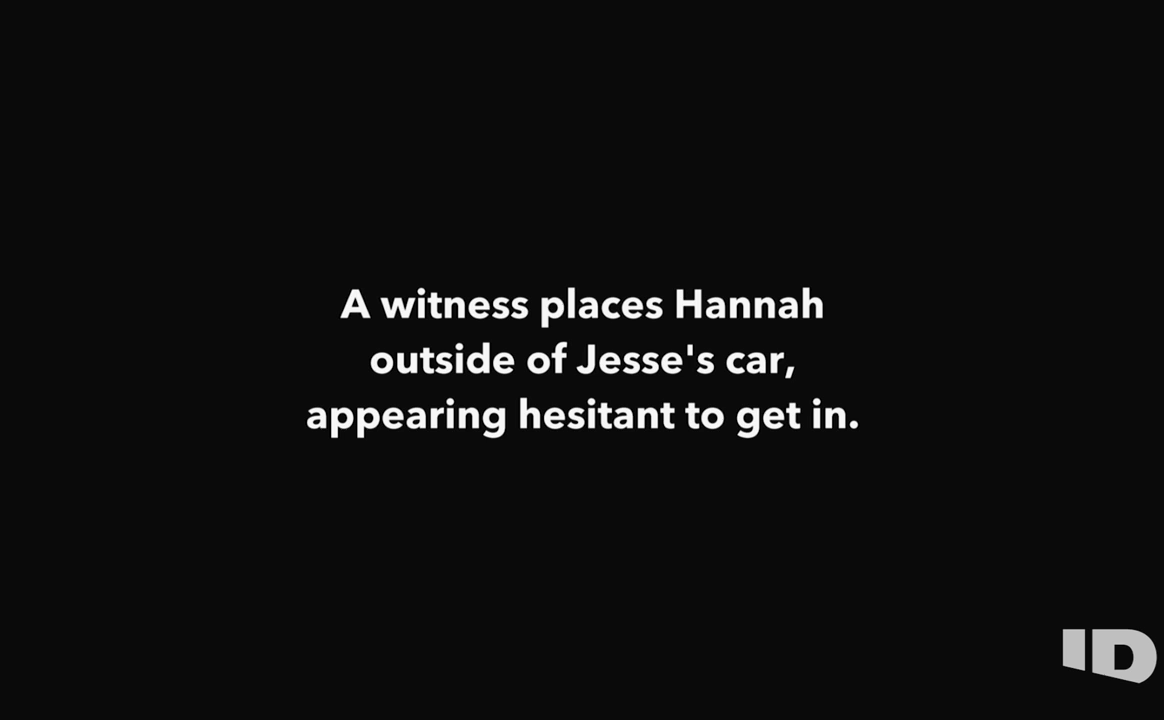 A witness places Hannah
outside of Jesse's car,
appearing hesitant to get in.
ID